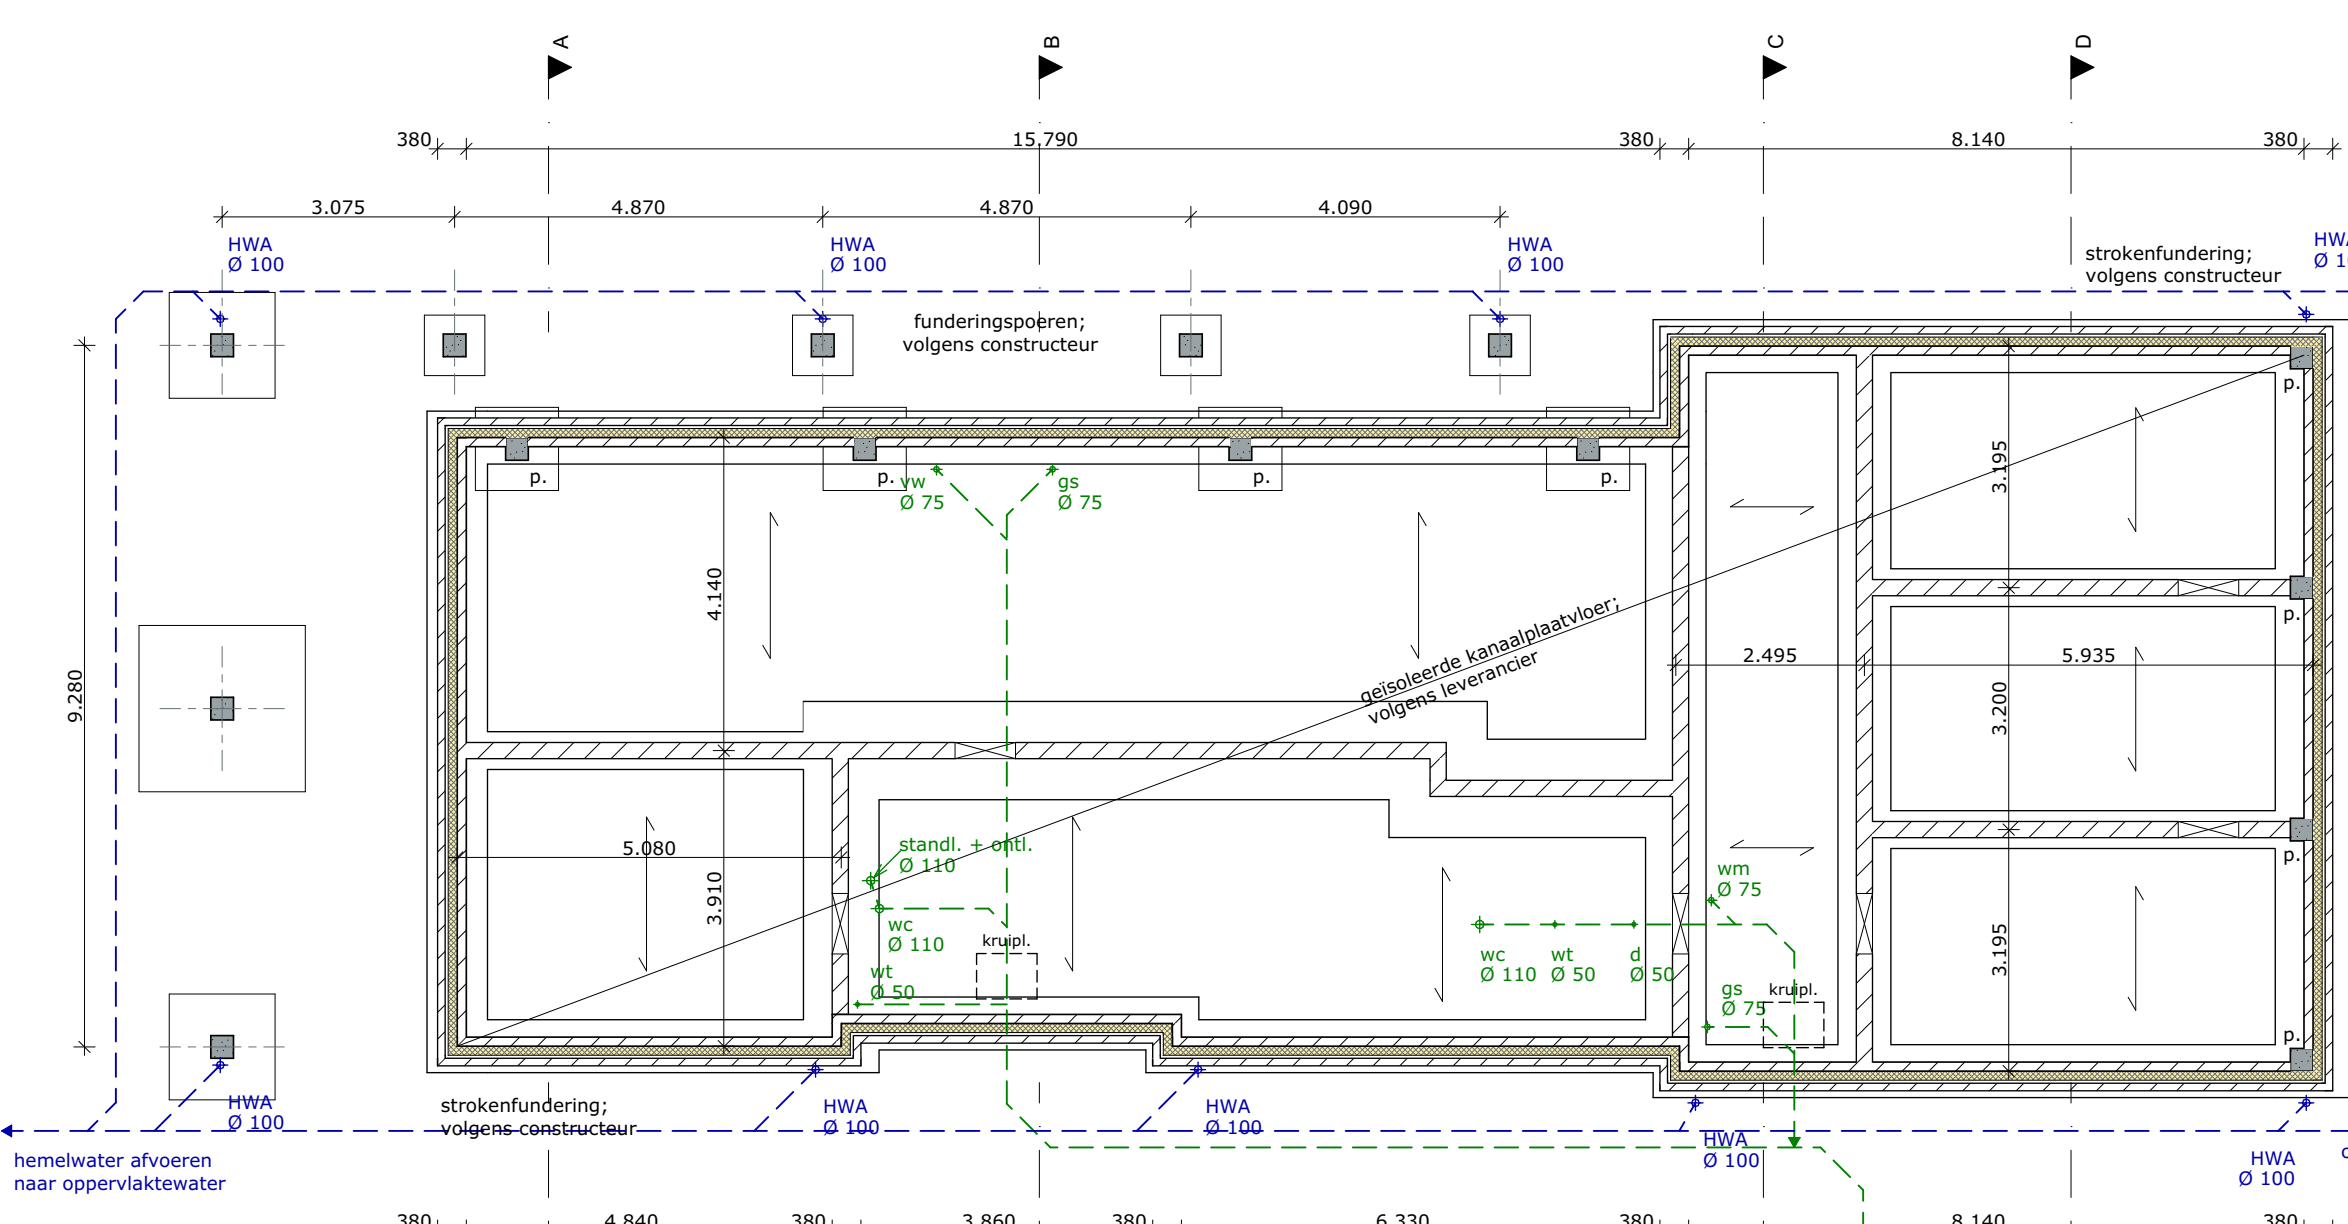 A
B
C
D
380
15.790
380
8.140
380
3.075
4.870
4.870
4.090
HWA
Ø 100
HWA
Ø 100
HWA
Ø 100
strokenfundering;
volgens constructeur
funderingspoeren;
volgens constructeur
p.
p.
p.
p.
p.
vw
Ø 75
gs
Ø 75
3.195
4.140
geïsoleerde kanaalplaatvloer;
volgens leverancier
p.
2.495
5.935
9.280
3.200
5.080
3.910
standl. + ontl.
Ø 110
wc
Ø 110
kruipl.
wt
Ø 50
wc
Ø 110
wt
Ø 50
d
Ø 50
wm
Ø 75
gs
Ø 75
kruipl.
p.
3.195
p.
HWA
Ø 100
strokenfundering;
volgens constructeur
HWA
Ø 100
HWA
Ø 100
HWA
Ø 100
HWA
Ø 100
hemelwater afvoeren
naar oppervlaktewater
380
4.840
380
3.860
380
6.330
380
8.140
380